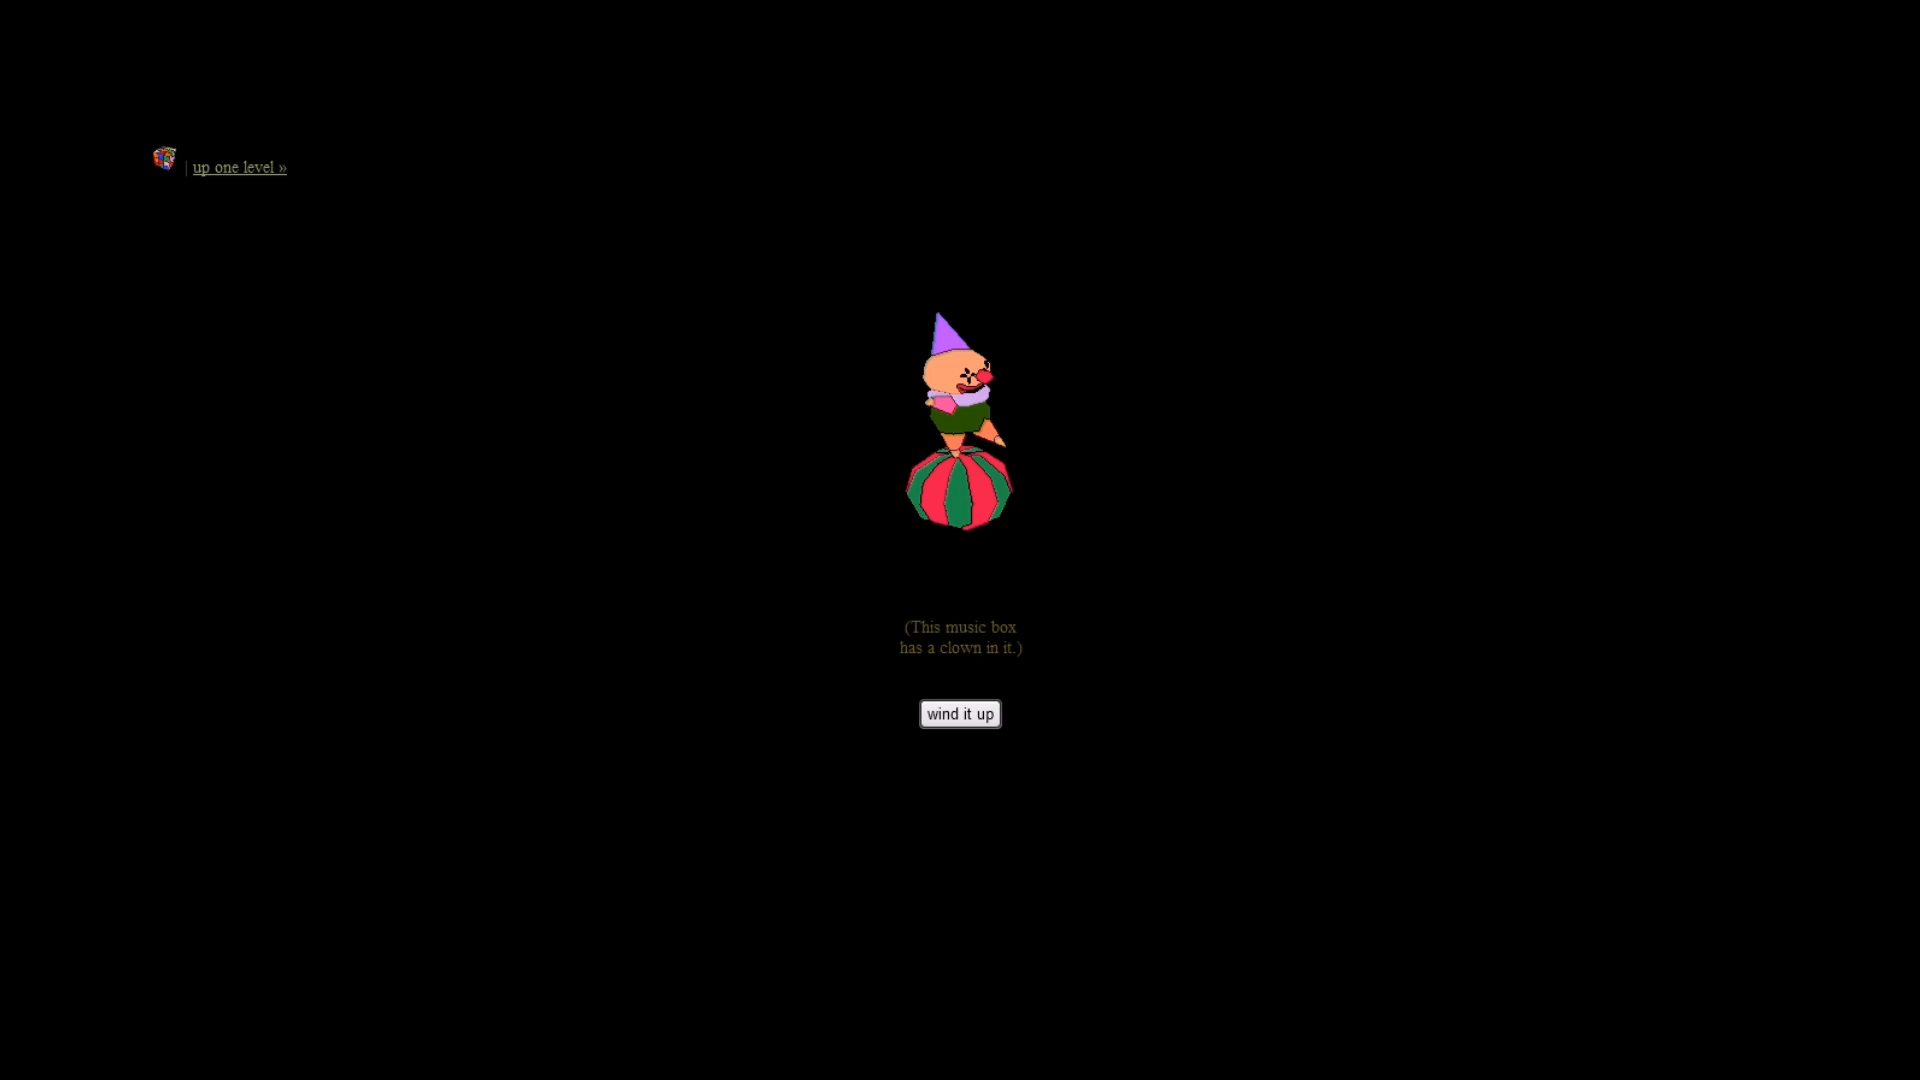 | up one level »
(This music box
has a clown in it.)
wind it up